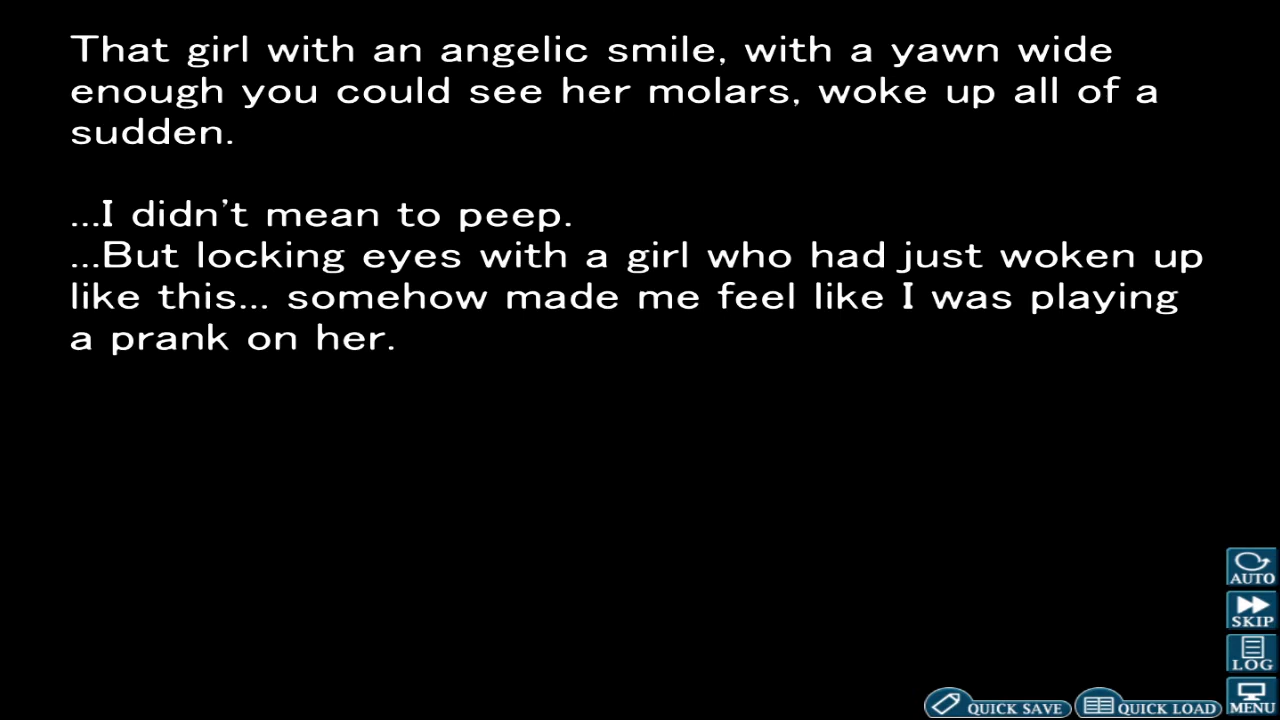 That girl with an angelic smile, with a yawn wide
enough you could see her molars, woke up all of a
sudden.
...I didn't mean to peep.
...But locking eyes with a girl who had just woken up
like this... somehow made me feel like I was playing
a prank on her.
AUTO
SKIP
LOG
MENU
QUICK SAVE
QUICK LOAD